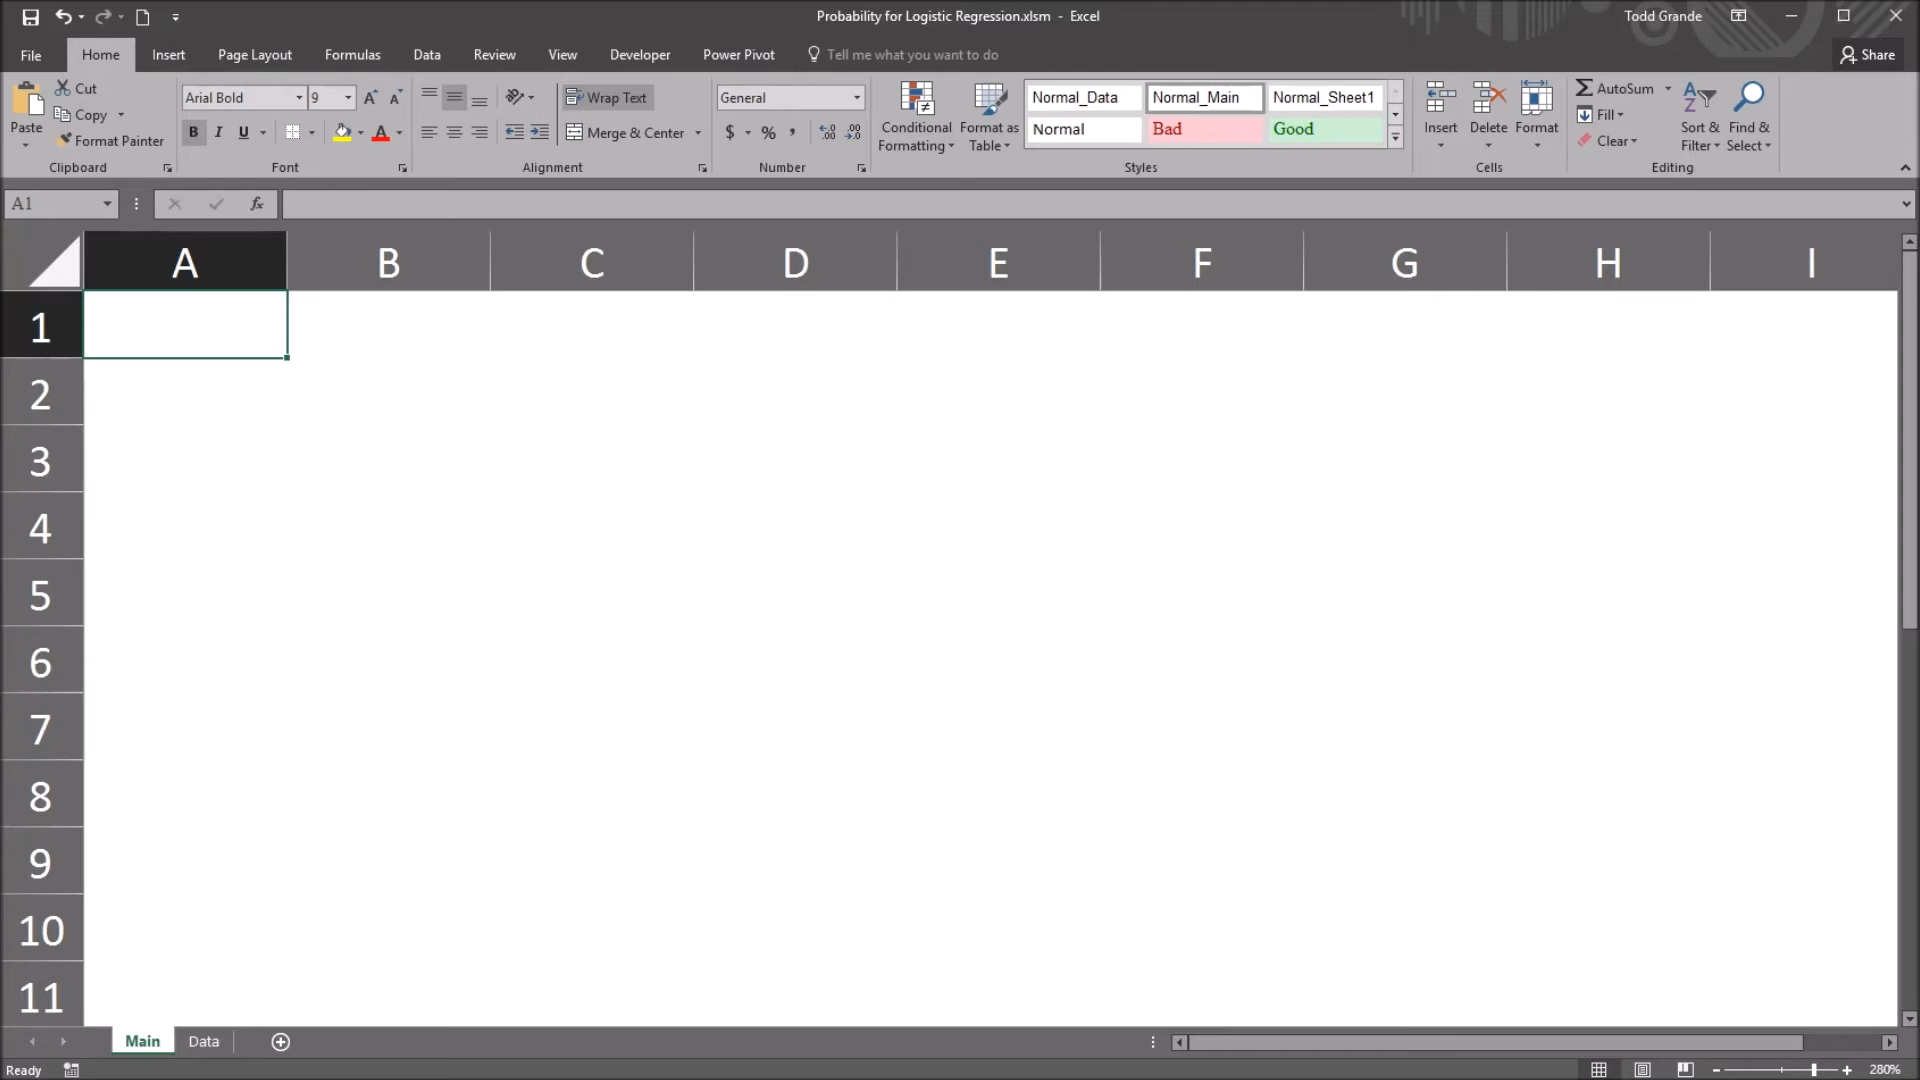 Probability for Logistic Regression.xlsm - Excel
Todd Grande
File Home Insert Page Layout Formulas Data Review View Developer Power Pivot Tell me what you want to do Share
Paste
Cut
Copy
Format Painter
Clipboard
Arial Bold 9
B I U
Font
Wrap Text
Merge & Center
Alignment
General
$ % ,
Number
Conditional Formatting
Format as Table
Normal_Data Normal_Main Normal_Sheet1
Normal Bad Good
Styles
Insert Delete Format
Cells
AutoSum
Fill
Clear
Sort & Filter
Find & Select
Editing
A1 fx
A B C D E F G H I
1
2
3
4
5
6
7
8
9
10
11
Main Data
Ready 280%